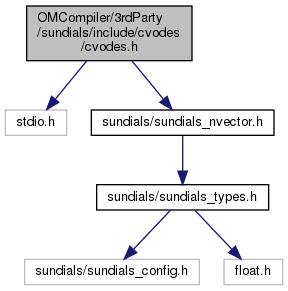 OMCompiler/3rdParty
/sundials/include/cvodes
/cvodes.h
stdio.h
sundials/sundials_nvector.h
sundials/sundials_types.h
sundials/sundials_config.h
float.h